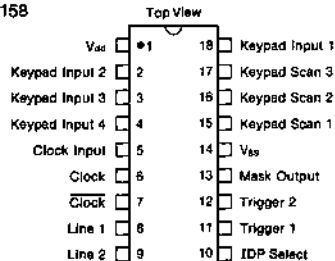 158
Top View
Vdd 1 18 Keypad Input 1
Keypad Input 2 2 17 Keypad Scan 3
Keypad Input 3 3 16 Keypad Scan 2
Keypad Input 4 4 15 Keypad Scan 1
Clock Input 5 14 Vss
Clock 6 13 Mask Output
Clock 7 12 Trigger 2
Line 1 8 11 Trigger 1
Line 2 9 10 IDP Select